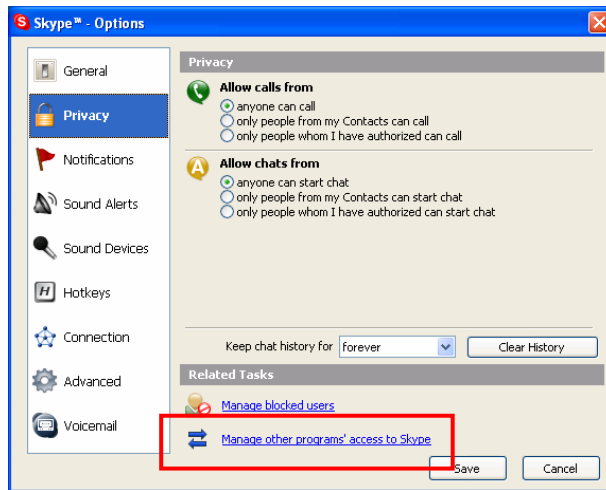 Skype™ - Options
General
Privacy
Notifications
Sound Alerts
Sound Devices
Hotkeys
Connection
Advanced
Voicemail
Privacy
Allow calls from
anyone can call
only people from my Contacts can call
only people whom I have authorized can call
Allow chats from
anyone can start chat
only people from my Contacts can start chat
only people whom I have authorized can start chat
Keep chat history for forever Clear History
Related Tasks
Manage blocked users
Manage other programs' access to Skype
Save Cancel